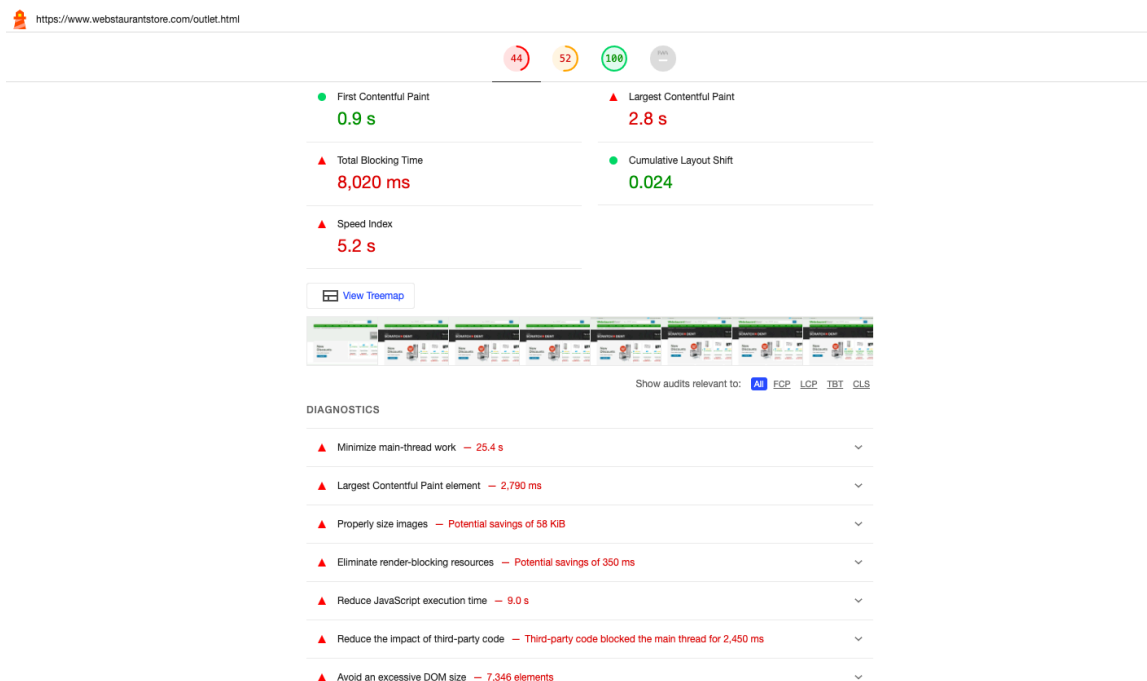 https://www.webstaurantstore.com/outlet.html
44 52 100
First Contentful Paint
0.9 s
Largest Contentful Paint
2.8 s
Total Blocking Time
8,020 ms
Cumulative Layout Shift
0.024
Speed Index
5.2 s
View Treemap
Show audits relevant to: All FCP LCP TBT CLS
DIAGNOSTICS
Minimize main-thread work — 25.4 s
Largest Contentful Paint element — 2,790 ms
Properly size images — Potential savings of 58 KiB
Eliminate render-blocking resources — Potential savings of 350 ms
Reduce JavaScript execution time — 9.0 s
Reduce the impact of third-party code — Third-party code blocked the main thread for 2,450 ms
Avoid an excessive DOM size — 7,346 elements